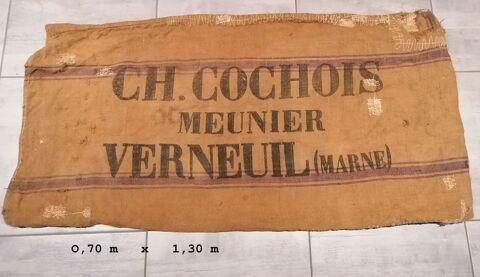 CH. COCHOIS
MEUNIER
VERNEUIL (MARNE)
0,70 m x 1,30 m